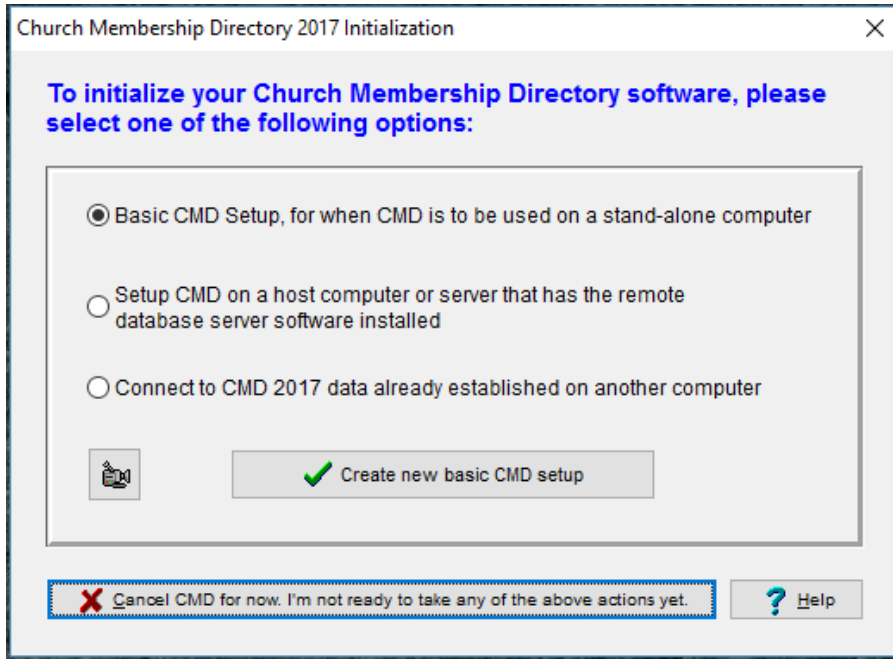 Church Membership Directory 2017 Initialization
To initialize your Church Membership Directory software, please
select one of the following options:
Basic CMD Setup, for when CMD is to be used on a stand-alone computer
Setup CMD on a host computer or server that has the remote
database server software installed
Connect to CMD 2017 data already established on another computer
Create new basic CMD setup
Cancel CMD for now. I'm not ready to take any of the above actions yet.
Help